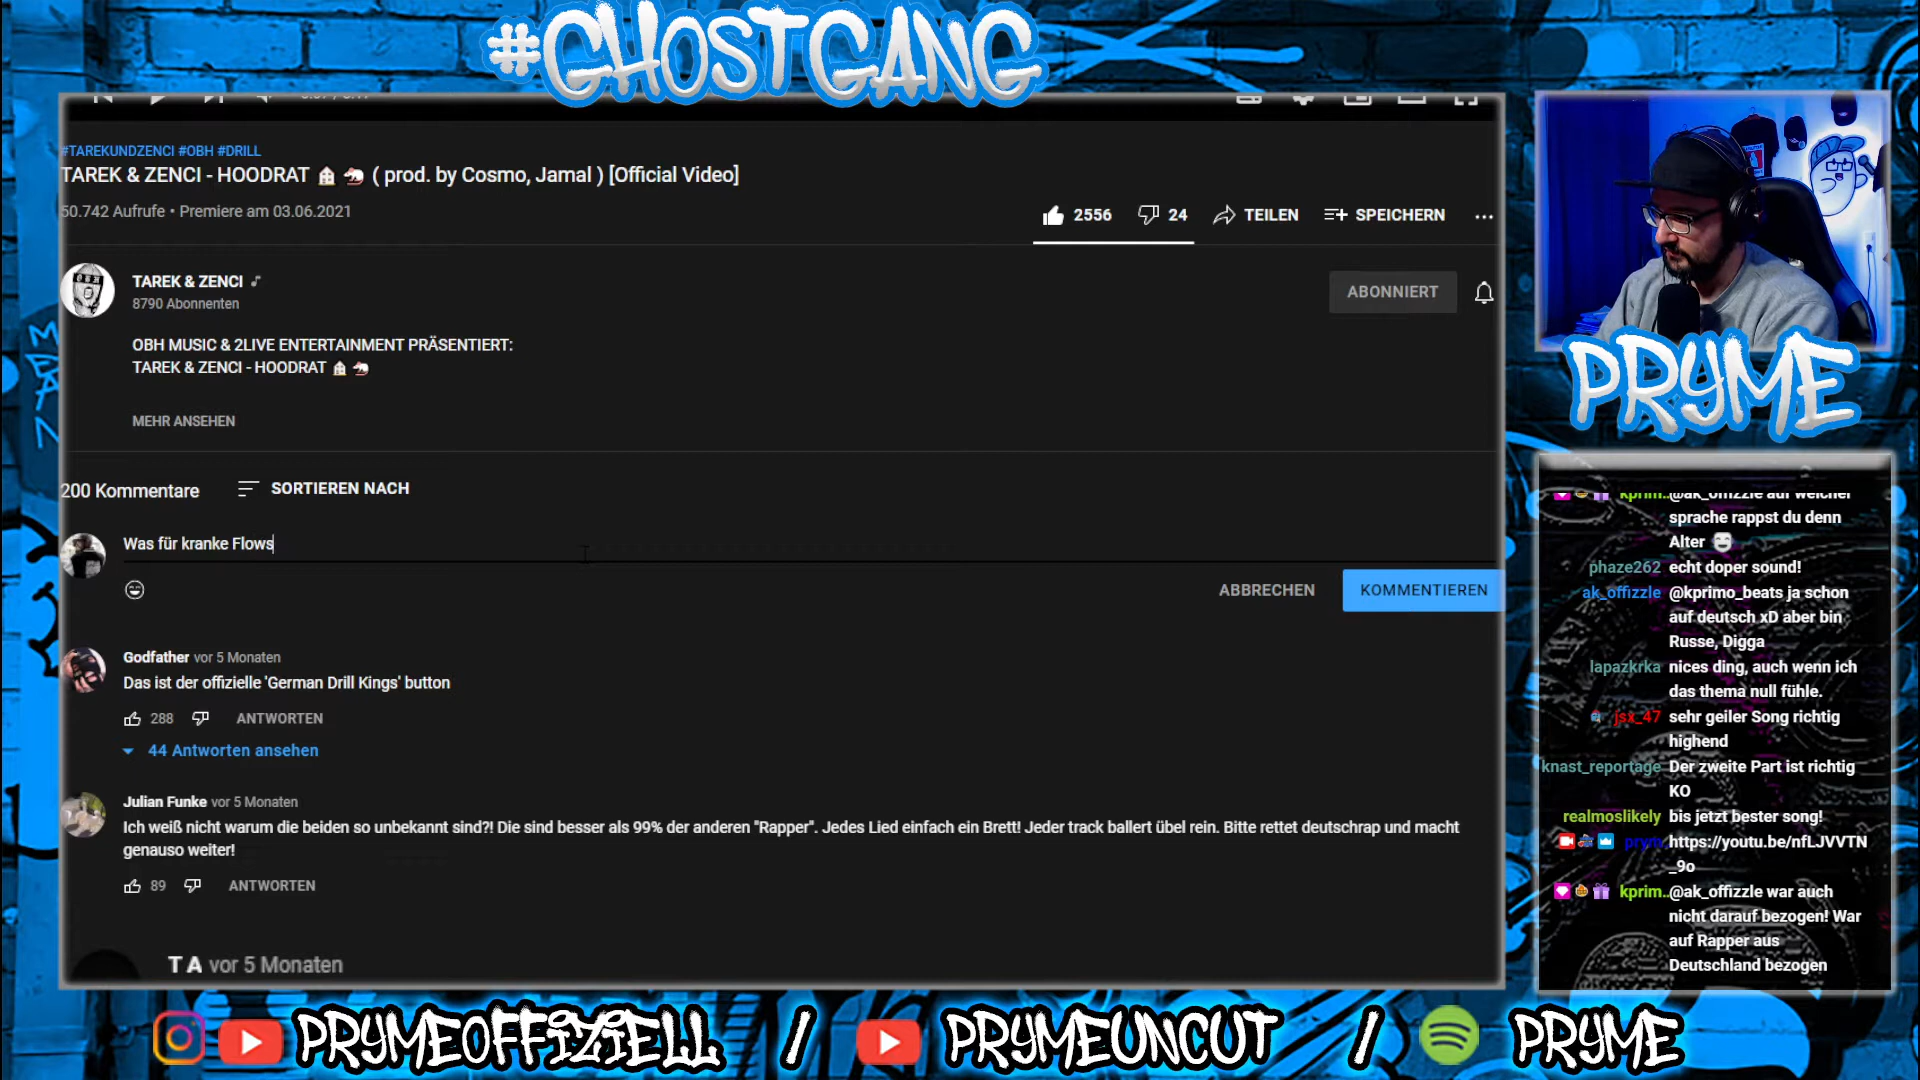 #GHOSTGANG
#TAREKUNDZENCI #OBH #DRILL
TAREK & ZENCI - HOODRAT 🏚 🐀 ( prod. by Cosmo, Jamal ) [Official Video]
50.742 Aufrufe • Premiere am 03.06.2021
2556 24 TEILEN SPEICHERN
TAREK & ZENCI
8790 Abonnenten
ABONNIERT
OBH MUSIC & 2LIVE ENTERTAINMENT PRÄSENTIERT:
TAREK & ZENCI - HOODRAT 🏚 🐀
MEHR ANSEHEN
200 Kommentare SORTIEREN NACH
Was für kranke Flows
ABBRECHEN KOMMENTIEREN
Godfather vor 5 Monaten
Das ist der offizielle 'German Drill Kings' button
288 ANTWORTEN
44 Antworten ansehen
Julian Funke vor 5 Monaten
Ich weiß nicht warum die beiden so unbekannt sind?! Die sind besser als 99% der anderen "Rapper". Jedes Lied einfach ein Brett! Jeder track ballert übel rein. Bitte rettet deutschrap und macht
genauso weiter!
89 ANTWORTEN
T A vor 5 Monaten
PRYME
kprim.. @ak_offizzle auf welcher
sprache rappst du denn
Alter
phaze262 echt doper sound!
ak_offizzle @kprimo_beats ja schon
auf deutsch xD aber bin
Russe, Digga
lapazkrka nices ding, auch wenn ich
das thema null fühle.
jsx_47 sehr geiler Song richtig
highend
knast_reportage Der zweite Part ist richtig
KO
realmoslikely bis jetzt bester song!
prym. https://youtu.be/nfLJVVTN
_9o
kprim.. @ak_offizzle war auch
nicht darauf bezogen! War
auf Rapper aus
Deutschland bezogen
PRYMEOFFIZIELL / PRYMEUNCUT / PRYME